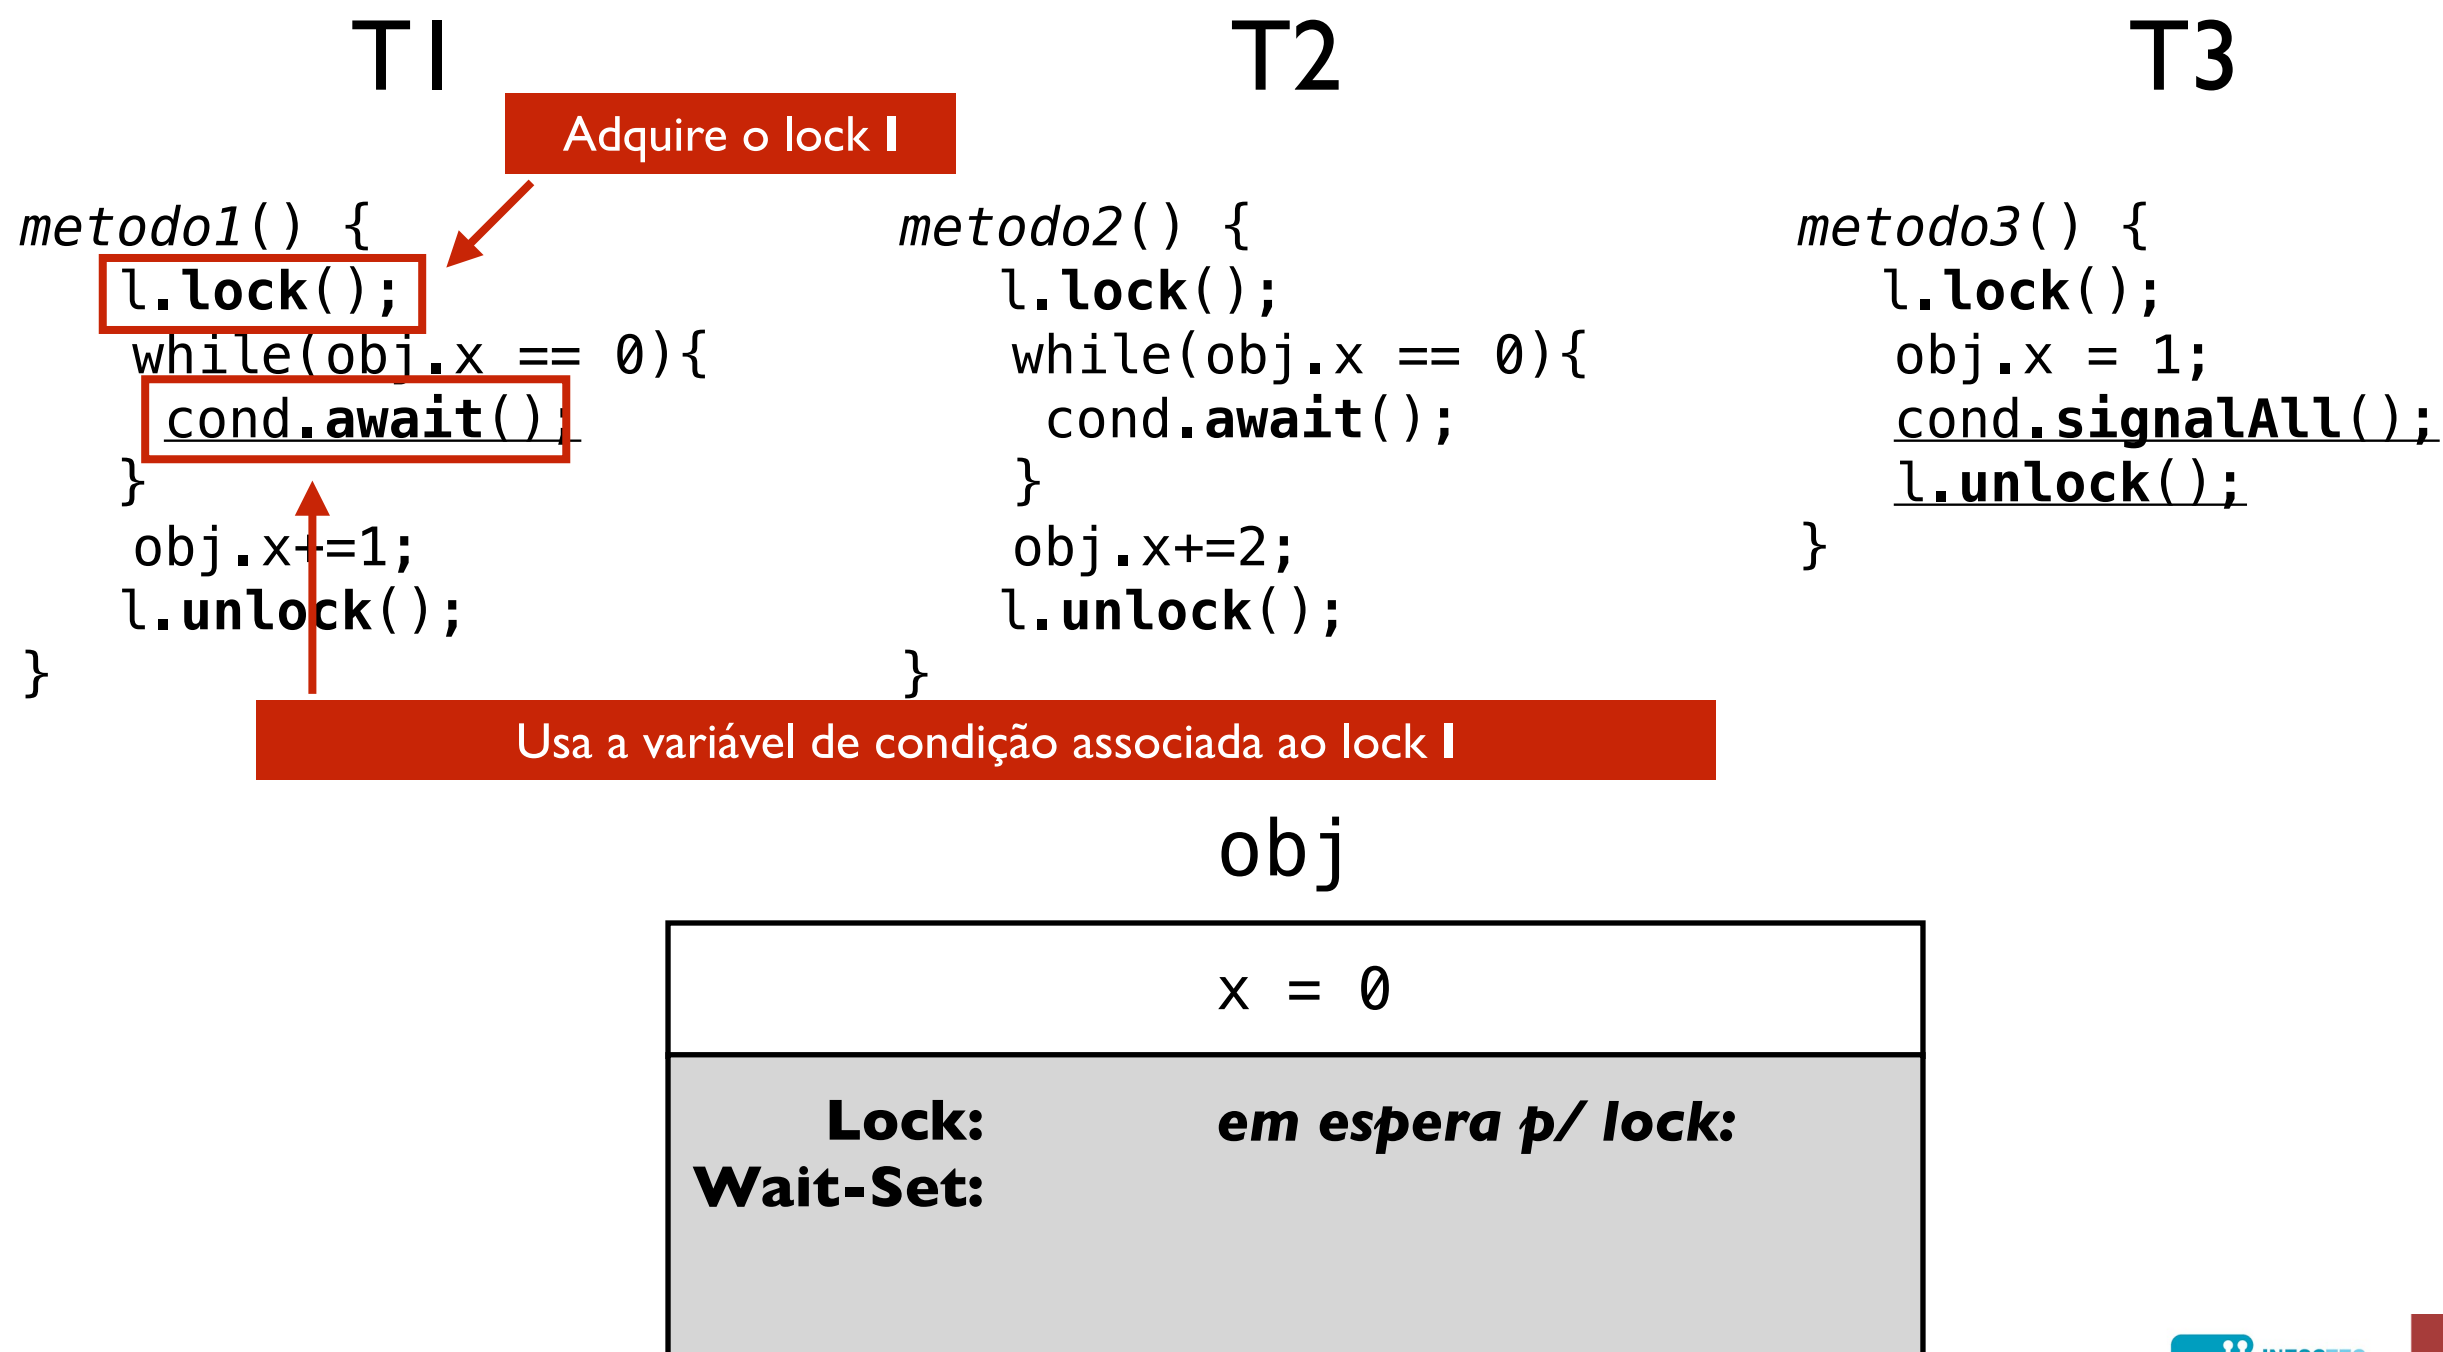 T1
T2
T3
Adquire o lock l
metodo1() {
l.lock();
while(obj.x == 0){
cond.await();
}
obj.x+=1;
l.unlock();
}
metodo2() {
l.lock();
while(obj.x == 0){
cond.await();
}
obj.x+=2;
l.unlock();
}
metodo3() {
l.lock();
obj.x = 1;
cond.signalAll();
l.unlock();
}
Usa a variável de condição associada ao lock l
obj
x = 0
Lock: em espera p/ lock:
Wait-Set: